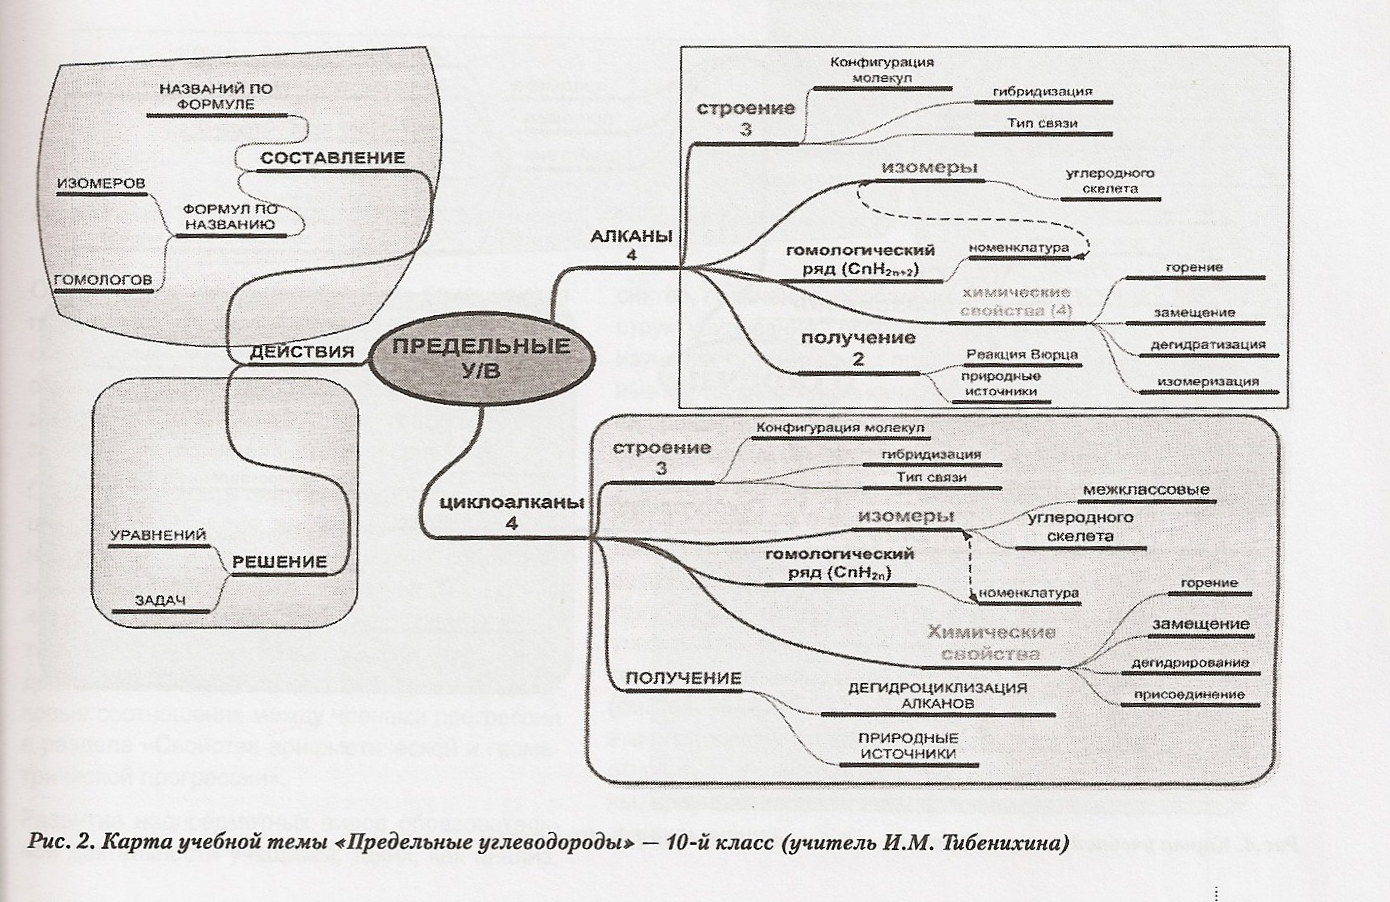 НАЗВАНИЙ ПО
ФОРМУЛЕ
СОСТАВЛЕНИЕ
ИЗОМЕРОВ
ФОРМУЛ ПО
НАЗВАНИЮ
ГОМОЛОГОВ
ДЕЙСТВИЯ
ПРЕДЕЛЬНЫЕ
У/В
УРАВНЕНИЙ
РЕШЕНИЕ
ЗАДАЧ
АЛКАНЫ
4
строение
3
Конфигурация
молекул
гибридизация
Тип связи
изомеры
углеродного
скелета
гомологический
ряд (CnH2n+2)
номенклатура
химические
свойства (4)
горение
замещение
дегидратизация
изомеризация
получение
2
Реакция Вюрца
природные
источники
циклоалканы
4
строение
3
Конфигурация молекул
гибридизация
Тип связи
изомеры
межклассовые
углеродного
скелета
гомологический
ряд (CnH2n)
номенклатура
Химические
свойства
горение
замещение
дегидрирование
присоединение
ПОЛУЧЕНИЕ
ДЕГИДРОЦИКЛИЗАЦИЯ
АЛКАНОВ
ПРИРОДНЫЕ
ИСТОЧНИКИ
Рис. 2. Карта учебной темы «Предельные углеводороды» — 10-й класс (учитель И.М. Тибенихина)